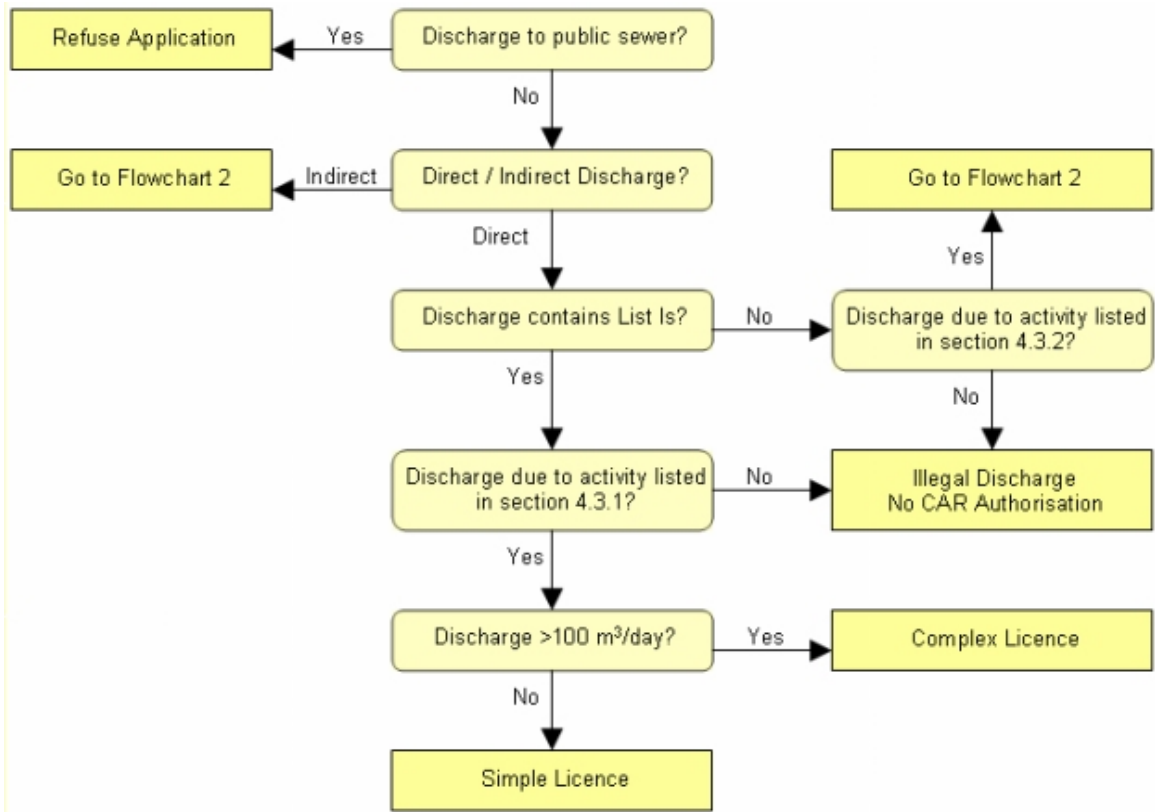 Refuse Application
Yes
Discharge to public sewer?
No
Go to Flowchart 2
Indirect
Direct / Indirect Discharge?
Go to Flowchart 2
Direct
Yes
Discharge contains List Is?
No
Discharge due to activity listed
in section 4.3.2?
Yes
No
Discharge due to activity listed
in section 4.3.1?
No
Illegal Discharge
No CAR Authorisation
Yes
Discharge >100 m³/day?
Yes
Complex Licence
No
Simple Licence